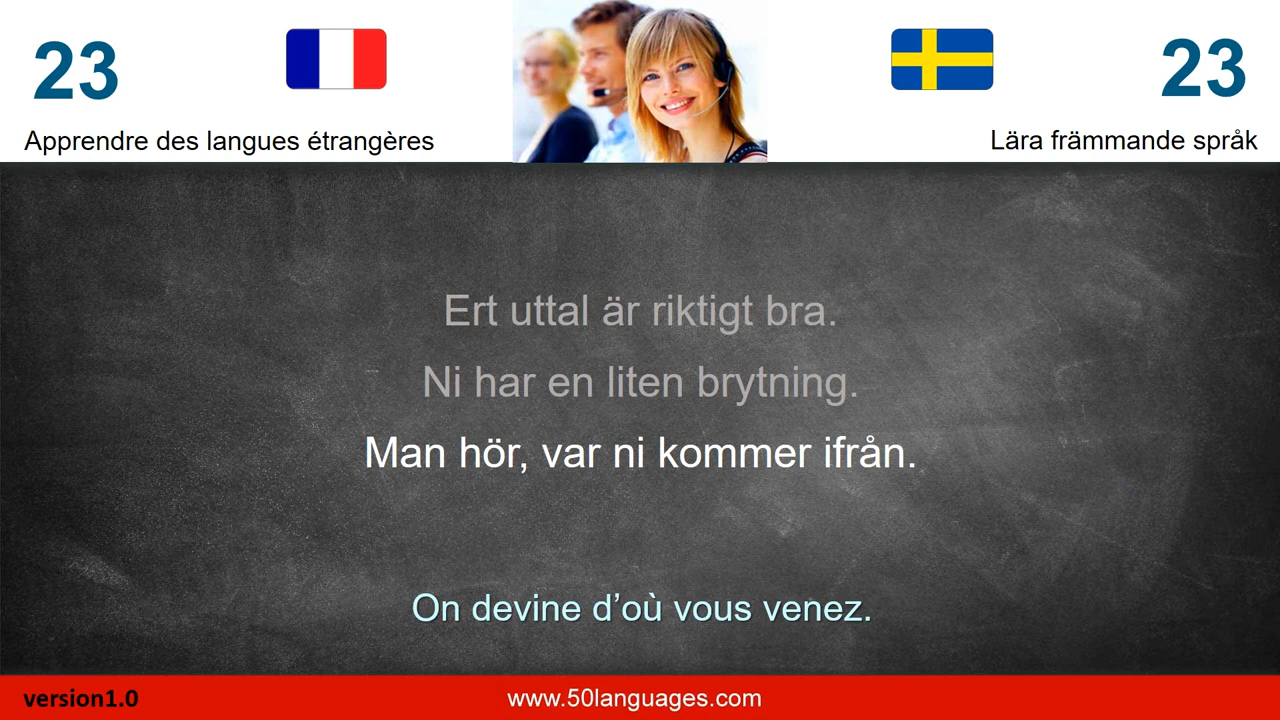 23
23
Apprendre des langues étrangères
Lära främmande språk
Ert uttal är riktigt bra.
Ni har en liten brytning.
Man hör, var ni kommer ifrån.
On devine d’où vous venez.
version1.0
www.50languages.com